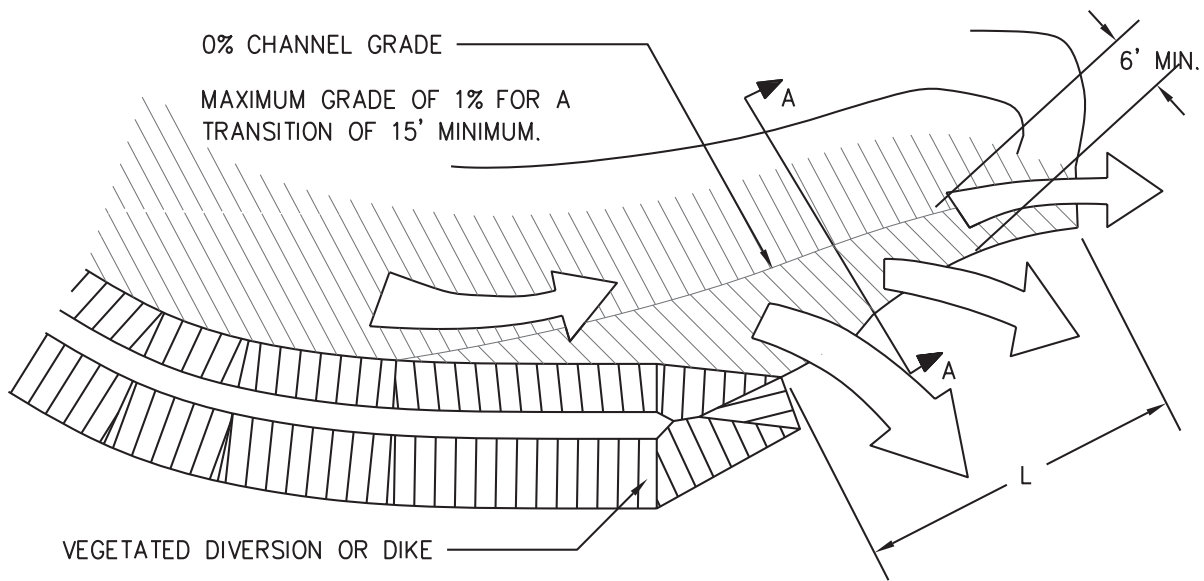 0% CHANNEL GRADE
MAXIMUM GRADE OF 1% FOR A
TRANSITION OF 15' MINIMUM.
6' MIN.
A
A
L
VEGETATED DIVERSION OR DIKE